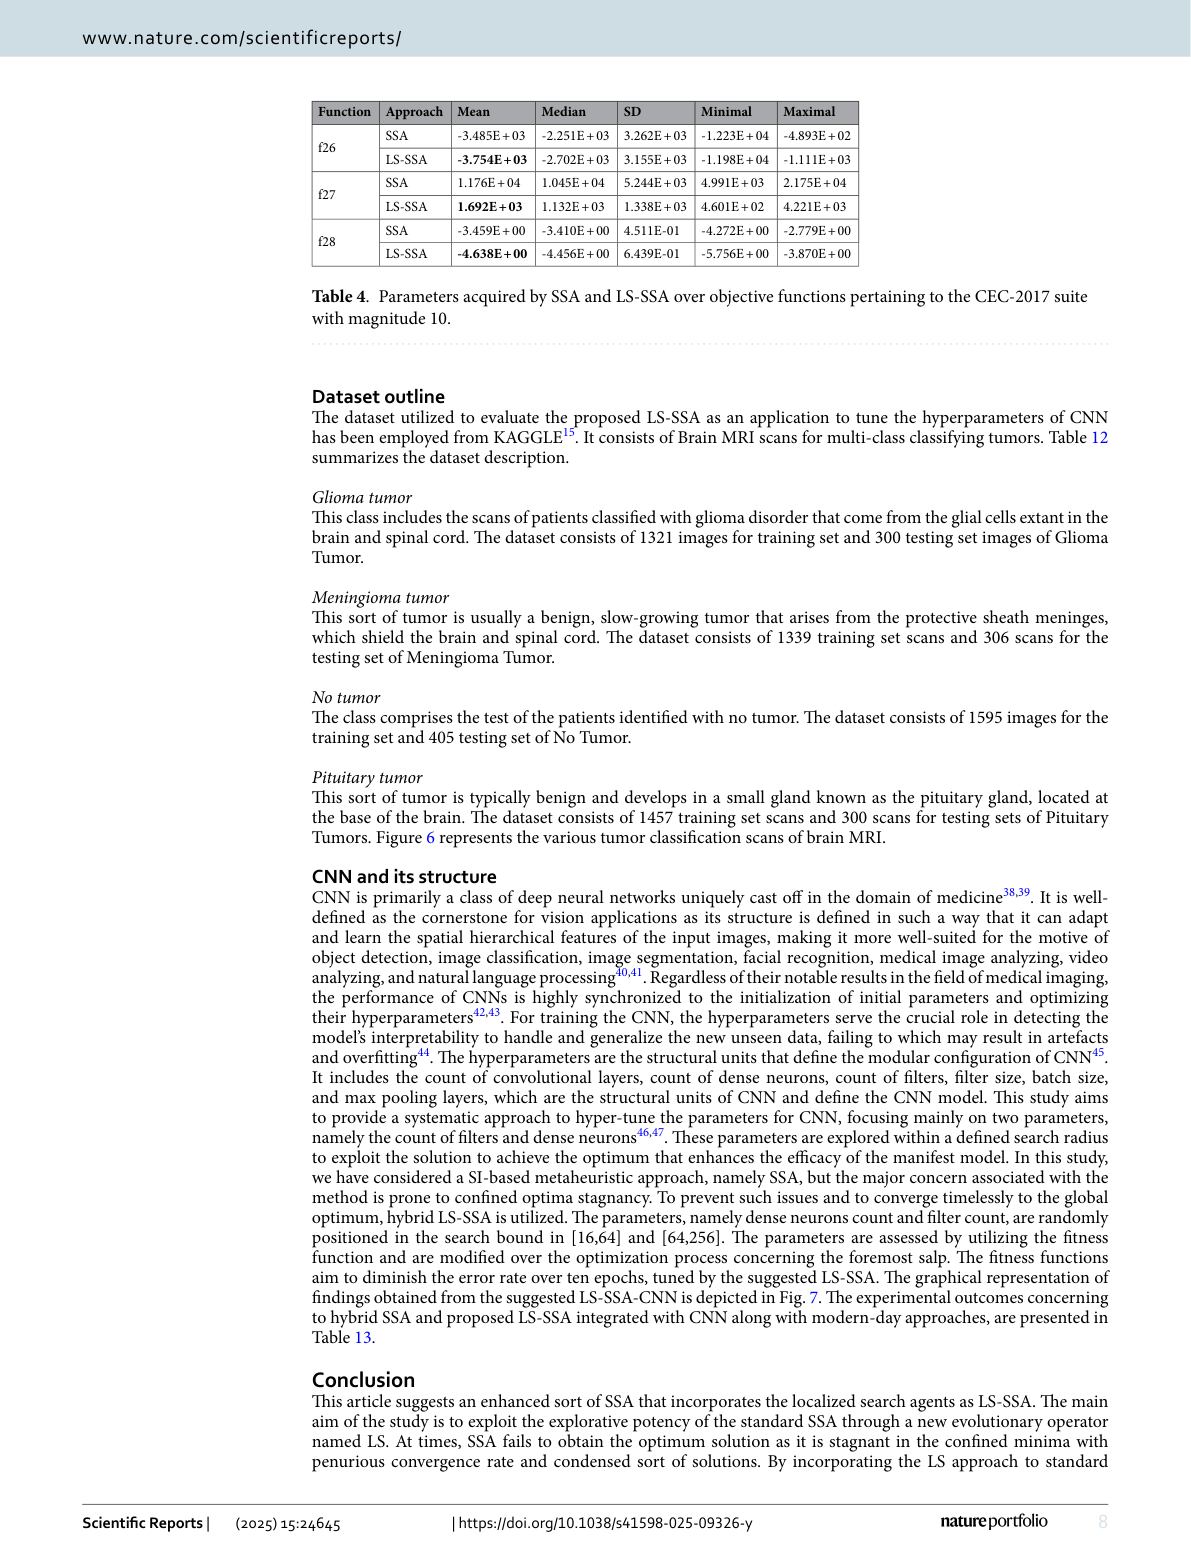 www.nature.com/scientificreports/
Function Approach Mean Median SD Minimal Maximal
f26 SSA -3.485E + 03 -2.251E + 03 3.262E + 03 -1.223E + 04 -4.893E + 02
LS-SSA -3.754E + 03 -2.702E + 03 3.155E + 03 -1.198E + 04 -1.111E + 03
f27 SSA 1.176E + 04 1.045E + 04 5.244E + 03 4.991E + 03 2.175E + 04
LS-SSA 1.692E + 03 1.132E + 03 1.338E + 03 4.601E + 02 4.221E + 03
f28 SSA -3.459E + 00 -3.410E + 00 4.511E-01 -4.272E + 00 -2.779E + 00
LS-SSA -4.638E + 00 -4.456E + 00 6.439E-01 -5.756E + 00 -3.870E + 00
Table 4. Parameters acquired by SSA and LS-SSA over objective functions pertaining to the CEC-2017 suite
with magnitude 10.
Dataset outline
The dataset utilized to evaluate the proposed LS-SSA as an application to tune the hyperparameters of CNN
has been employed from KAGGLE15. It consists of Brain MRI scans for multi-class classifying tumors. Table 12
summarizes the dataset description.
Glioma tumor
This class includes the scans of patients classified with glioma disorder that come from the glial cells extant in the
brain and spinal cord. The dataset consists of 1321 images for training set and 300 testing set images of Glioma
Tumor.
Meningioma tumor
This sort of tumor is usually a benign, slow-growing tumor that arises from the protective sheath meninges,
which shield the brain and spinal cord. The dataset consists of 1339 training set scans and 306 scans for the
testing set of Meningioma Tumor.
No tumor
The class comprises the test of the patients identified with no tumor. The dataset consists of 1595 images for the
training set and 405 testing set of No Tumor.
Pituitary tumor
This sort of tumor is typically benign and develops in a small gland known as the pituitary gland, located at
the base of the brain. The dataset consists of 1457 training set scans and 300 scans for testing sets of Pituitary
Tumors. Figure 6 represents the various tumor classification scans of brain MRI.
CNN and its structure
CNN is primarily a class of deep neural networks uniquely cast off in the domain of medicine38,39. It is well-
defined as the cornerstone for vision applications as its structure is defined in such a way that it can adapt
and learn the spatial hierarchical features of the input images, making it more well-suited for the motive of
object detection, image classification, image segmentation, facial recognition, medical image analyzing, video
analyzing, and natural language processing40,41. Regardless of their notable results in the field of medical imaging,
the performance of CNNs is highly synchronized to the initialization of initial parameters and optimizing
their hyperparameters42,43. For training the CNN, the hyperparameters serve the crucial role in detecting the
model's interpretability to handle and generalize the new unseen data, failing to which may result in artefacts
and overfitting44. The hyperparameters are the structural units that define the modular configuration of CNN45.
It includes the count of convolutional layers, count of dense neurons, count of filters, filter size, batch size,
and max pooling layers, which are the structural units of CNN and define the CNN model. This study aims
to provide a systematic approach to hyper-tune the parameters for CNN, focusing mainly on two parameters,
namely the count of filters and dense neurons46,47. These parameters are explored within a defined search radius
to exploit the solution to achieve the optimum that enhances the efficacy of the manifest model. In this study,
we have considered a SI-based metaheuristic approach, namely SSA, but the major concern associated with the
method is prone to confined optima stagnancy. To prevent such issues and to converge timelessly to the global
optimum, hybrid LS-SSA is utilized. The parameters, namely dense neurons count and filter count, are randomly
positioned in the search bound in [16,64] and [64,256]. The parameters are assessed by utilizing the fitness
function and are modified over the optimization process concerning the foremost salp. The fitness functions
aim to diminish the error rate over ten epochs, tuned by the suggested LS-SSA. The graphical representation of
findings obtained from the suggested LS-SSA-CNN is depicted in Fig. 7. The experimental outcomes concerning
to hybrid SSA and proposed LS-SSA integrated with CNN along with modern-day approaches, are presented in
Table 13.
Conclusion
This article suggests an enhanced sort of SSA that incorporates the localized search agents as LS-SSA. The main
aim of the study is to exploit the explorative potency of the standard SSA through a new evolutionary operator
named LS. At times, SSA fails to obtain the optimum solution as it is stagnant in the confined minima with
penurious convergence rate and condensed sort of solutions. By incorporating the LS approach to standard
Scientific Reports | (2025) 15:24645 | https://doi.org/10.1038/s41598-025-09326-y nature portfolio 8